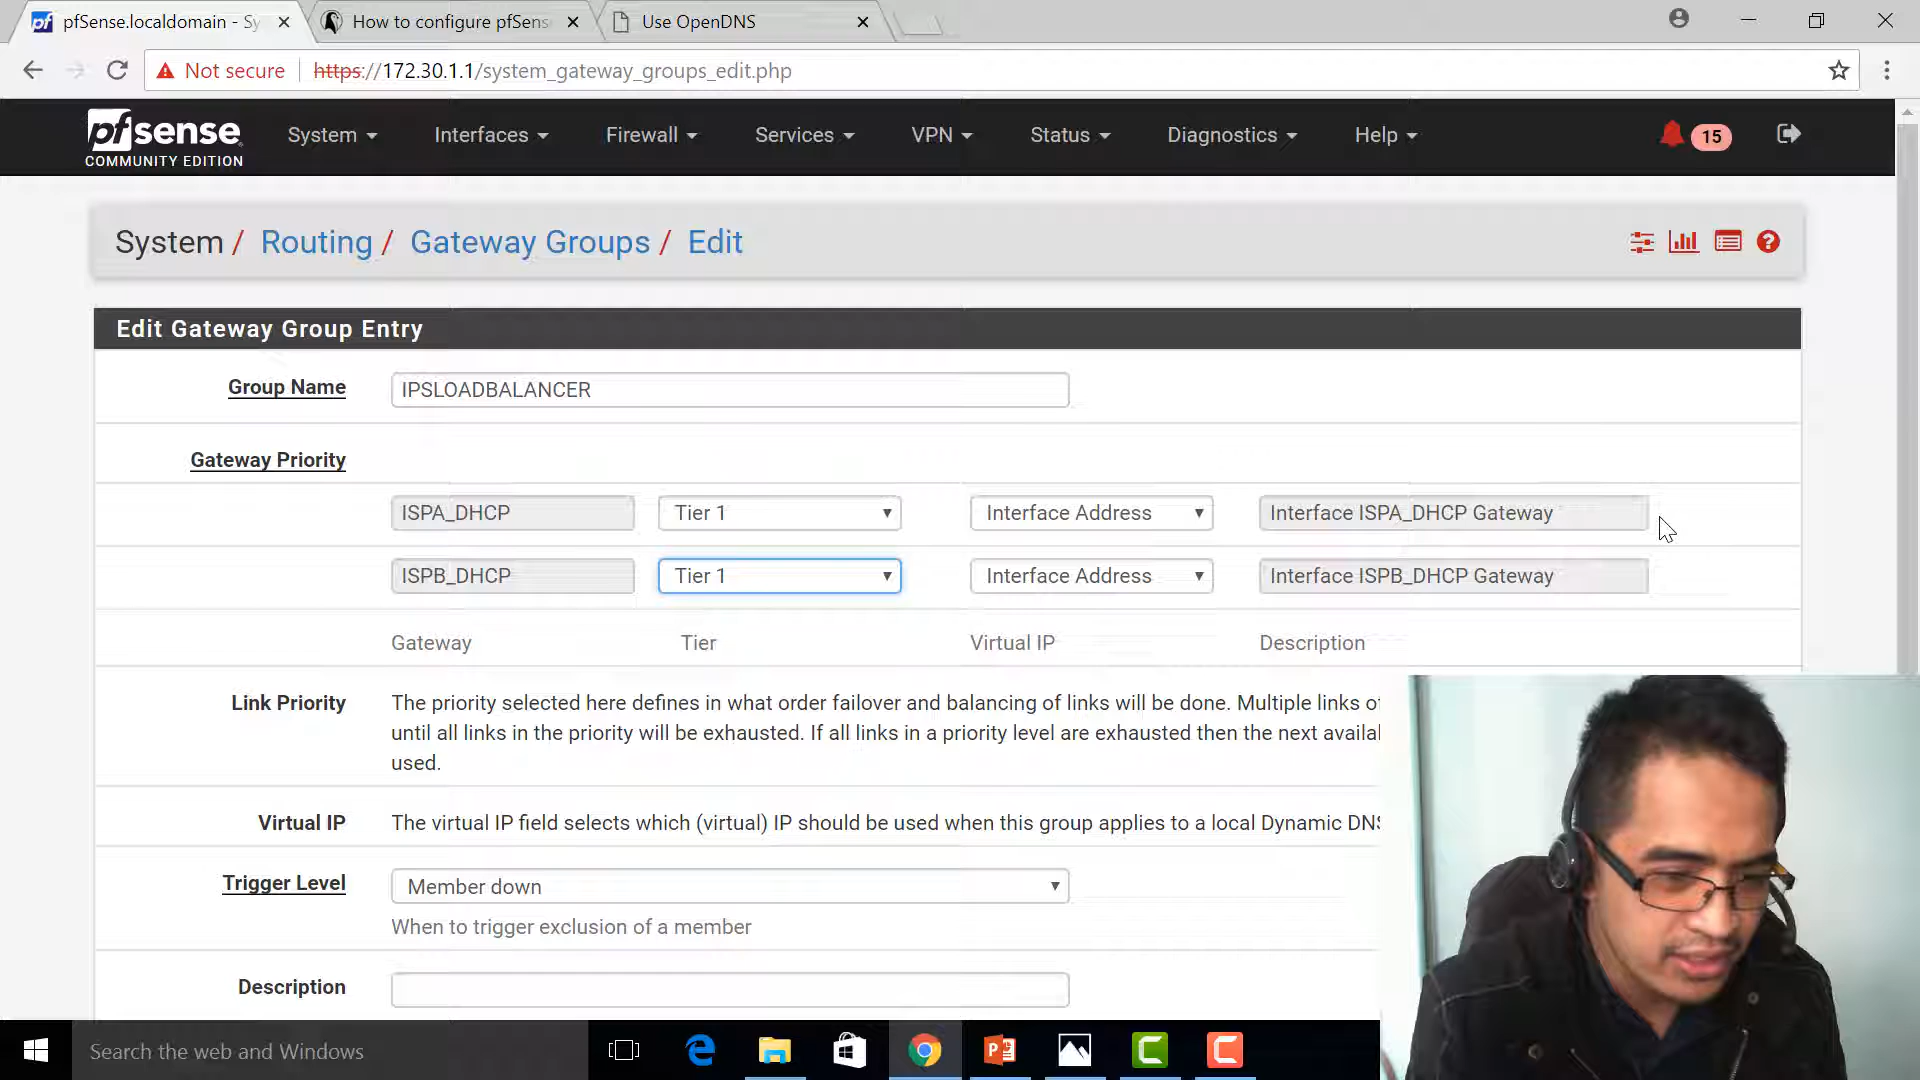 pfSense.localdomain - Sy
How to configure pfSens
Use OpenDNS
Not secure
https://172.30.1.1/system_gateway_groups_edit.php
pfsense
COMMUNITY EDITION
System
Interfaces
Firewall
Services
VPN
Status
Diagnostics
Help
15
System / Routing / Gateway Groups / Edit
Edit Gateway Group Entry
Group Name
IPSLOADBALANCER
Gateway Priority
ISPA_DHCP
Tier 1
Interface Address
Interface ISPA_DHCP Gateway
ISPB_DHCP
Tier 1
Interface Address
Interface ISPB_DHCP Gateway
Gateway
Tier
Virtual IP
Description
Link Priority
The priority selected here defines in what order failover and balancing of links will be done. Multiple links of
until all links in the priority will be exhausted. If all links in a priority level are exhausted then the next availa
used.
Virtual IP
The virtual IP field selects which (virtual) IP should be used when this group applies to a local Dynamic DNS
Trigger Level
Member down
When to trigger exclusion of a member
Description
Search the web and Windows